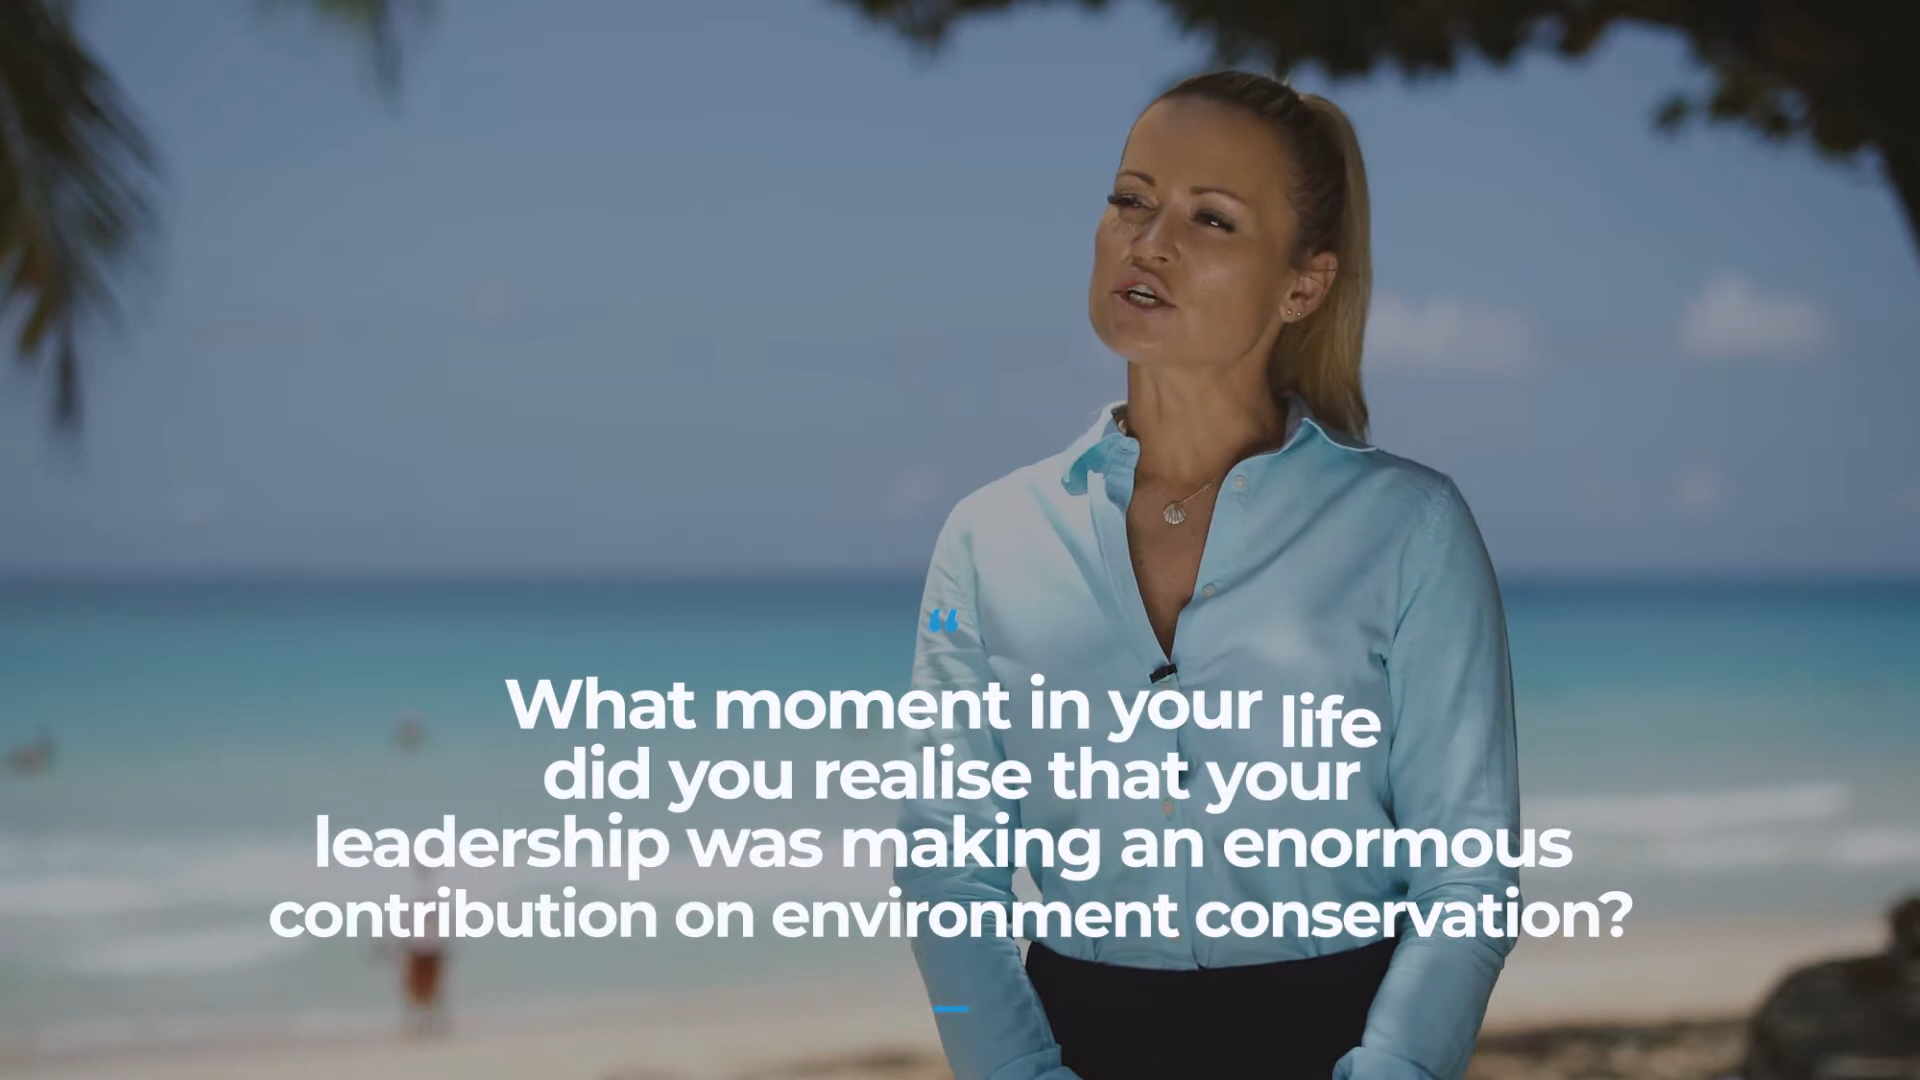 “
What moment in your life
did you realise that your
leadership was making an enormous
contribution on environment conservation?